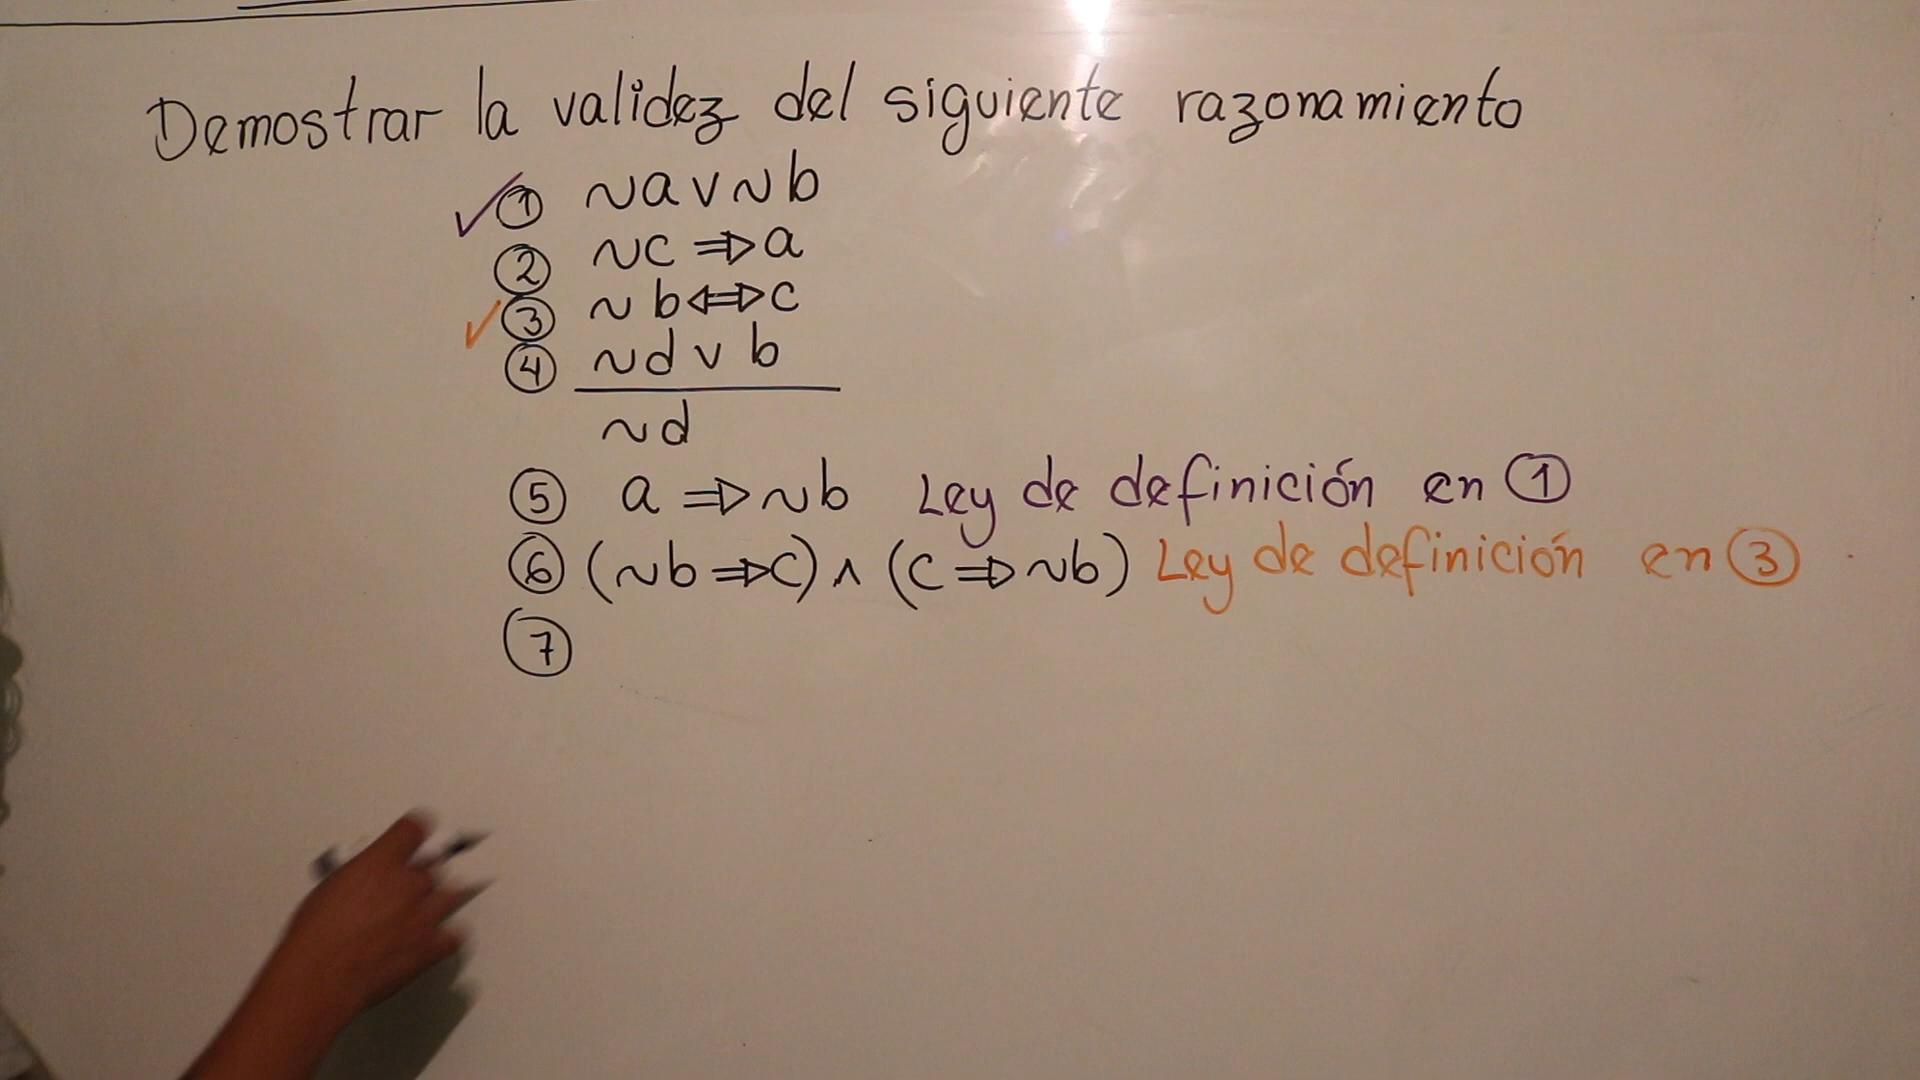 Demostrar la validez del siguiente razonamiento
✓① ~a ∨ ~b
② ~c ⇒ a
✓③ ~b ⇔ c
④ ~d ∨ b
~d
⑤ a ⇒ ~b Ley de definición en ①
⑥ (~b ⇒ c) ∧ (c ⇒ ~b) Ley de definición en ③
⑦